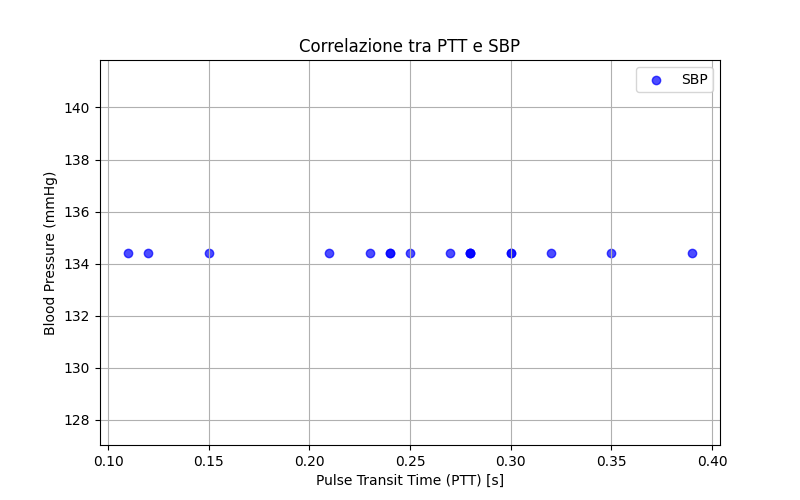 Correlazione tra PTT e SBP
SBP
140
138
136
134
132
130
128
Blood Pressure (mmHg)
0.10 0.15 0.20 0.25 0.30 0.35 0.40
Pulse Transit Time (PTT) [s]